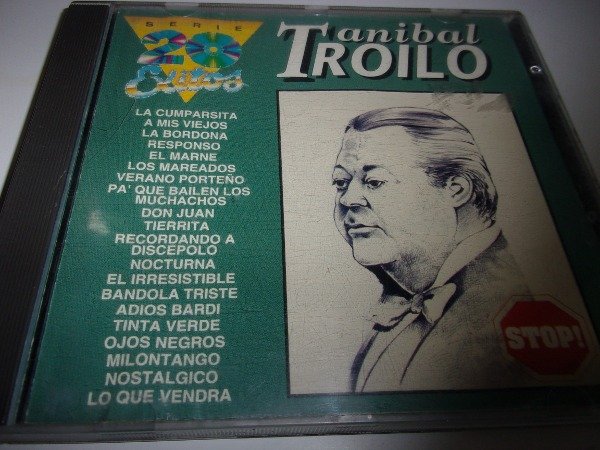 SERIE
20
Exitos
anibal
TROILO
LA CUMPARSITA
A MIS VIEJOS
LA BORDONA
RESPONSO
EL MARNE
LOS MAREADOS
VERANO PORTEÑO
PA' QUE BAILEN LOS
MUCHACHOS
DON JUAN
TIERRITA
RECORDANDO A
DISCEPOLO
NOCTURNA
EL IRRESISTIBLE
BANDOLA TRISTE
ADIOS BARDI
TINTA VERDE
OJOS NEGROS
MILONTANGO
NOSTALGICO
LO QUE VENDRA
STOP!